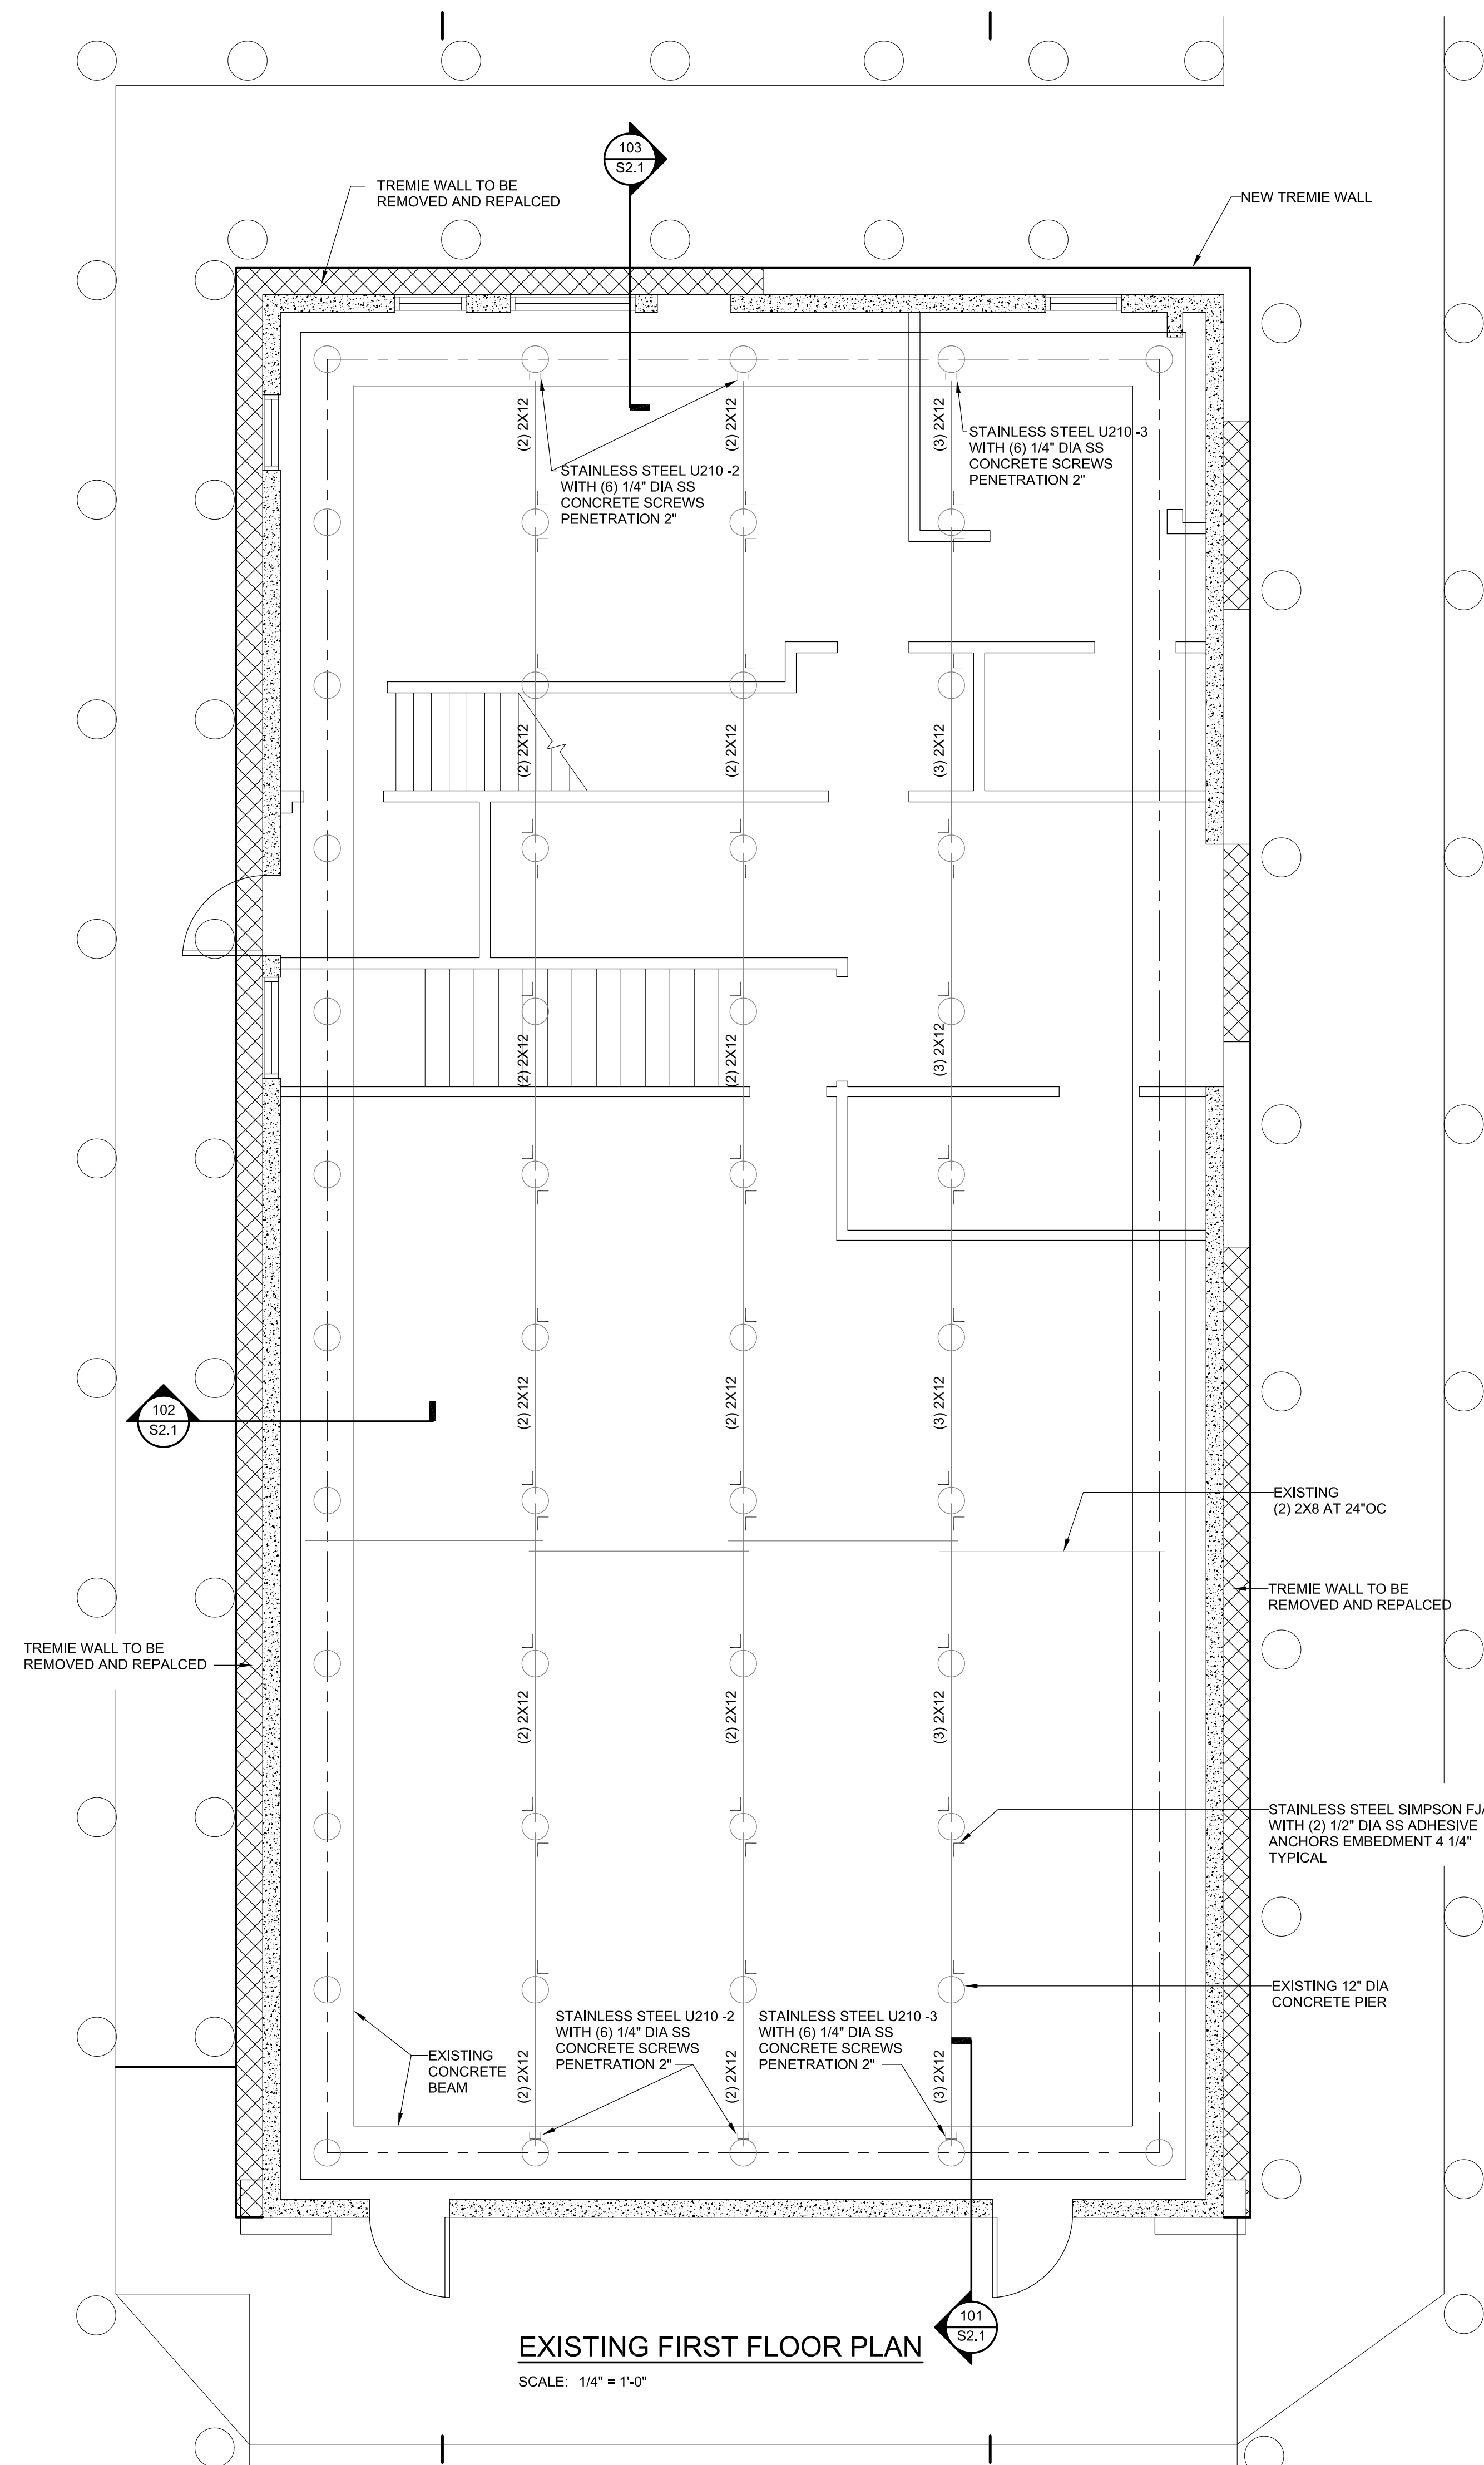 103
S2.1
TREMIE WALL TO BE
REMOVED AND REPALCED
NEW TREMIE WALL
(2) 2X12
(2) 2X12
(3) 2X12
STAINLESS STEEL U210 -3
WITH (6) 1/4" DIA SS
CONCRETE SCREWS
PENETRATION 2"
STAINLESS STEEL U210 -2
WITH (6) 1/4" DIA SS
CONCRETE SCREWS
PENETRATION 2"
(2) 2X12
(2) 2X12
(3) 2X12
(2) 2X12
(2) 2X12
(3) 2X12
102
S2.1
(2) 2X12
(2) 2X12
(3) 2X12
EXISTING
(2) 2X8 AT 24"OC
TREMIE WALL TO BE
REMOVED AND REPALCED
TREMIE WALL TO BE
REMOVED AND REPALCED
(2) 2X12
(2) 2X12
(3) 2X12
STAINLESS STEEL SIMPSON
WITH (2) 1/2" DIA SS ADHESIVE
ANCHORS EMBEDMENT 4 1/4"
TYPICAL
EXISTING 12" DIA
CONCRETE PIER
STAINLESS STEEL U210 -2
WITH (6) 1/4" DIA SS
CONCRETE SCREWS
PENETRATION 2"
STAINLESS STEEL U210 -3
WITH (6) 1/4" DIA SS
CONCRETE SCREWS
PENETRATION 2"
EXISTING
CONCRETE
BEAM
(2) 2X12
(2) 2X12
(3) 2X12
101
S2.1
EXISTING FIRST FLOOR PLAN
SCALE: 1/4" = 1'-0"